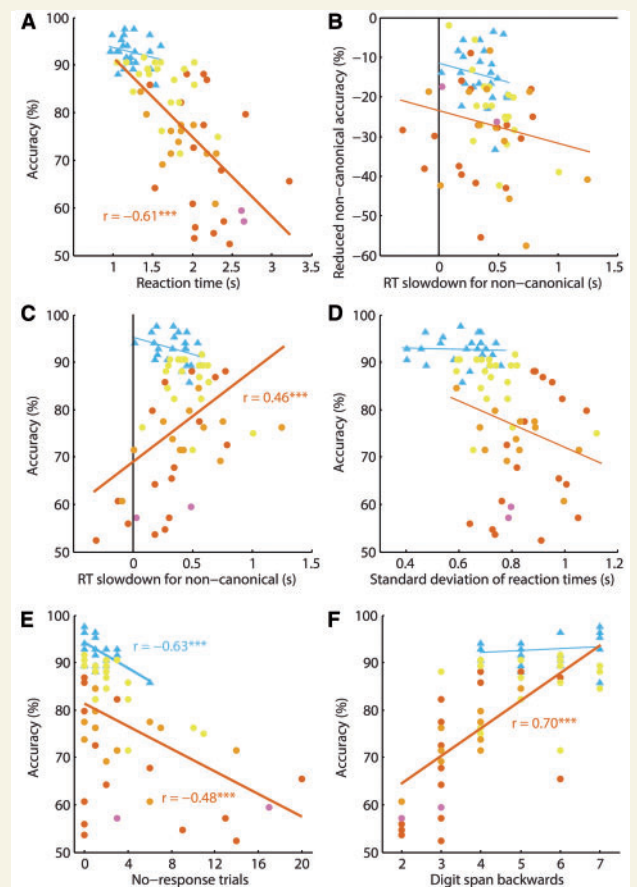 A
Accuracy (%)
100
90
80
70
60
50
1
1.5
2
2.5
3
3.5
Reaction time (s)
r = −0.61***
B
Reduced non−canonical accuracy
0
−10
−20
−30
−40
−50
−60
0
0.5
1
RT slowdown for non−canonical (s)
C
Accuracy (%)
100
90
80
70
60
50
0
0.5
1
1.5
RT slowdown for non−canonical (s)
r = 0.46***
D
Accuracy (%)
100
90
80
70
60
50
0.4
0.6
0.8
1
1.2
Standard deviation of reaction times (s)
E
Accuracy (%)
100
90
80
70
60
50
0
4
8
12
16
20
No−response trials
r = −0.63***
r = −0.48***
F
Accuracy (%)
100
90
80
70
60
50
2
3
4
5
6
7
Digit span backwards
r = 0.70***